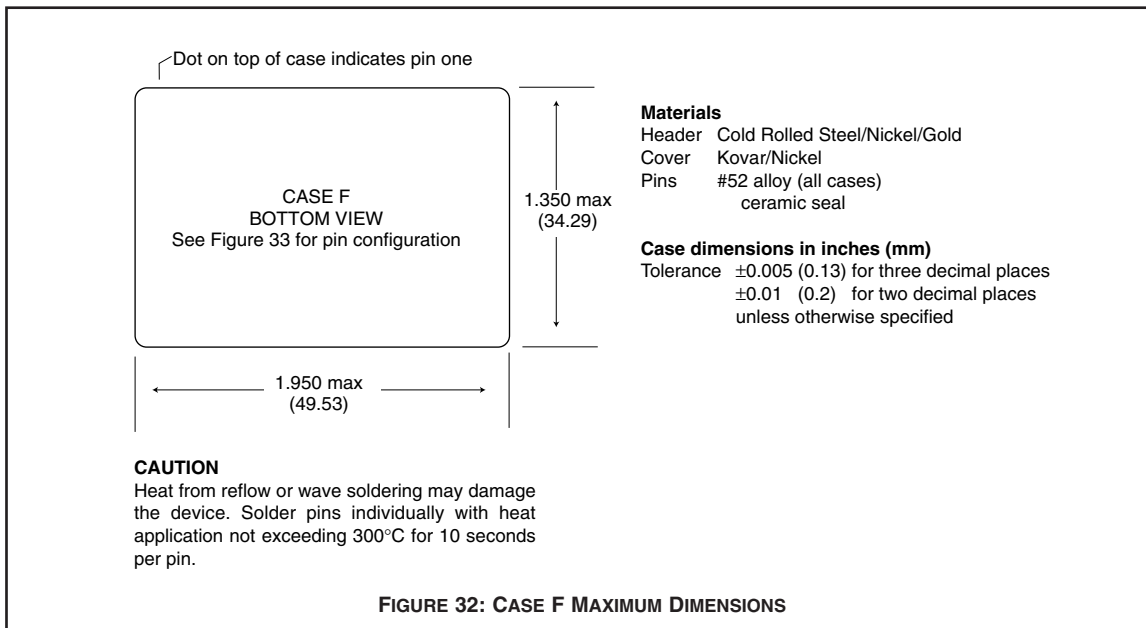 Dot on top of case indicates pin one
CASE F
BOTTOM VIEW
See Figure 33 for pin configuration
1.350 max
(34.29)
1.950 max
(49.53)
Materials
Header Cold Rolled Steel/Nickel/Gold
Cover Kovar/Nickel
Pins #52 alloy (all cases)
ceramic seal
Case dimensions in inches (mm)
Tolerance ±0.005 (0.13) for three decimal places
±0.01 (0.2) for two decimal places
unless otherwise specified
CAUTION
Heat from reflow or wave soldering may damage
the device. Solder pins individually with heat
application not exceeding 300°C for 10 seconds
per pin.
FIGURE 32: CASE F MAXIMUM DIMENSIONS